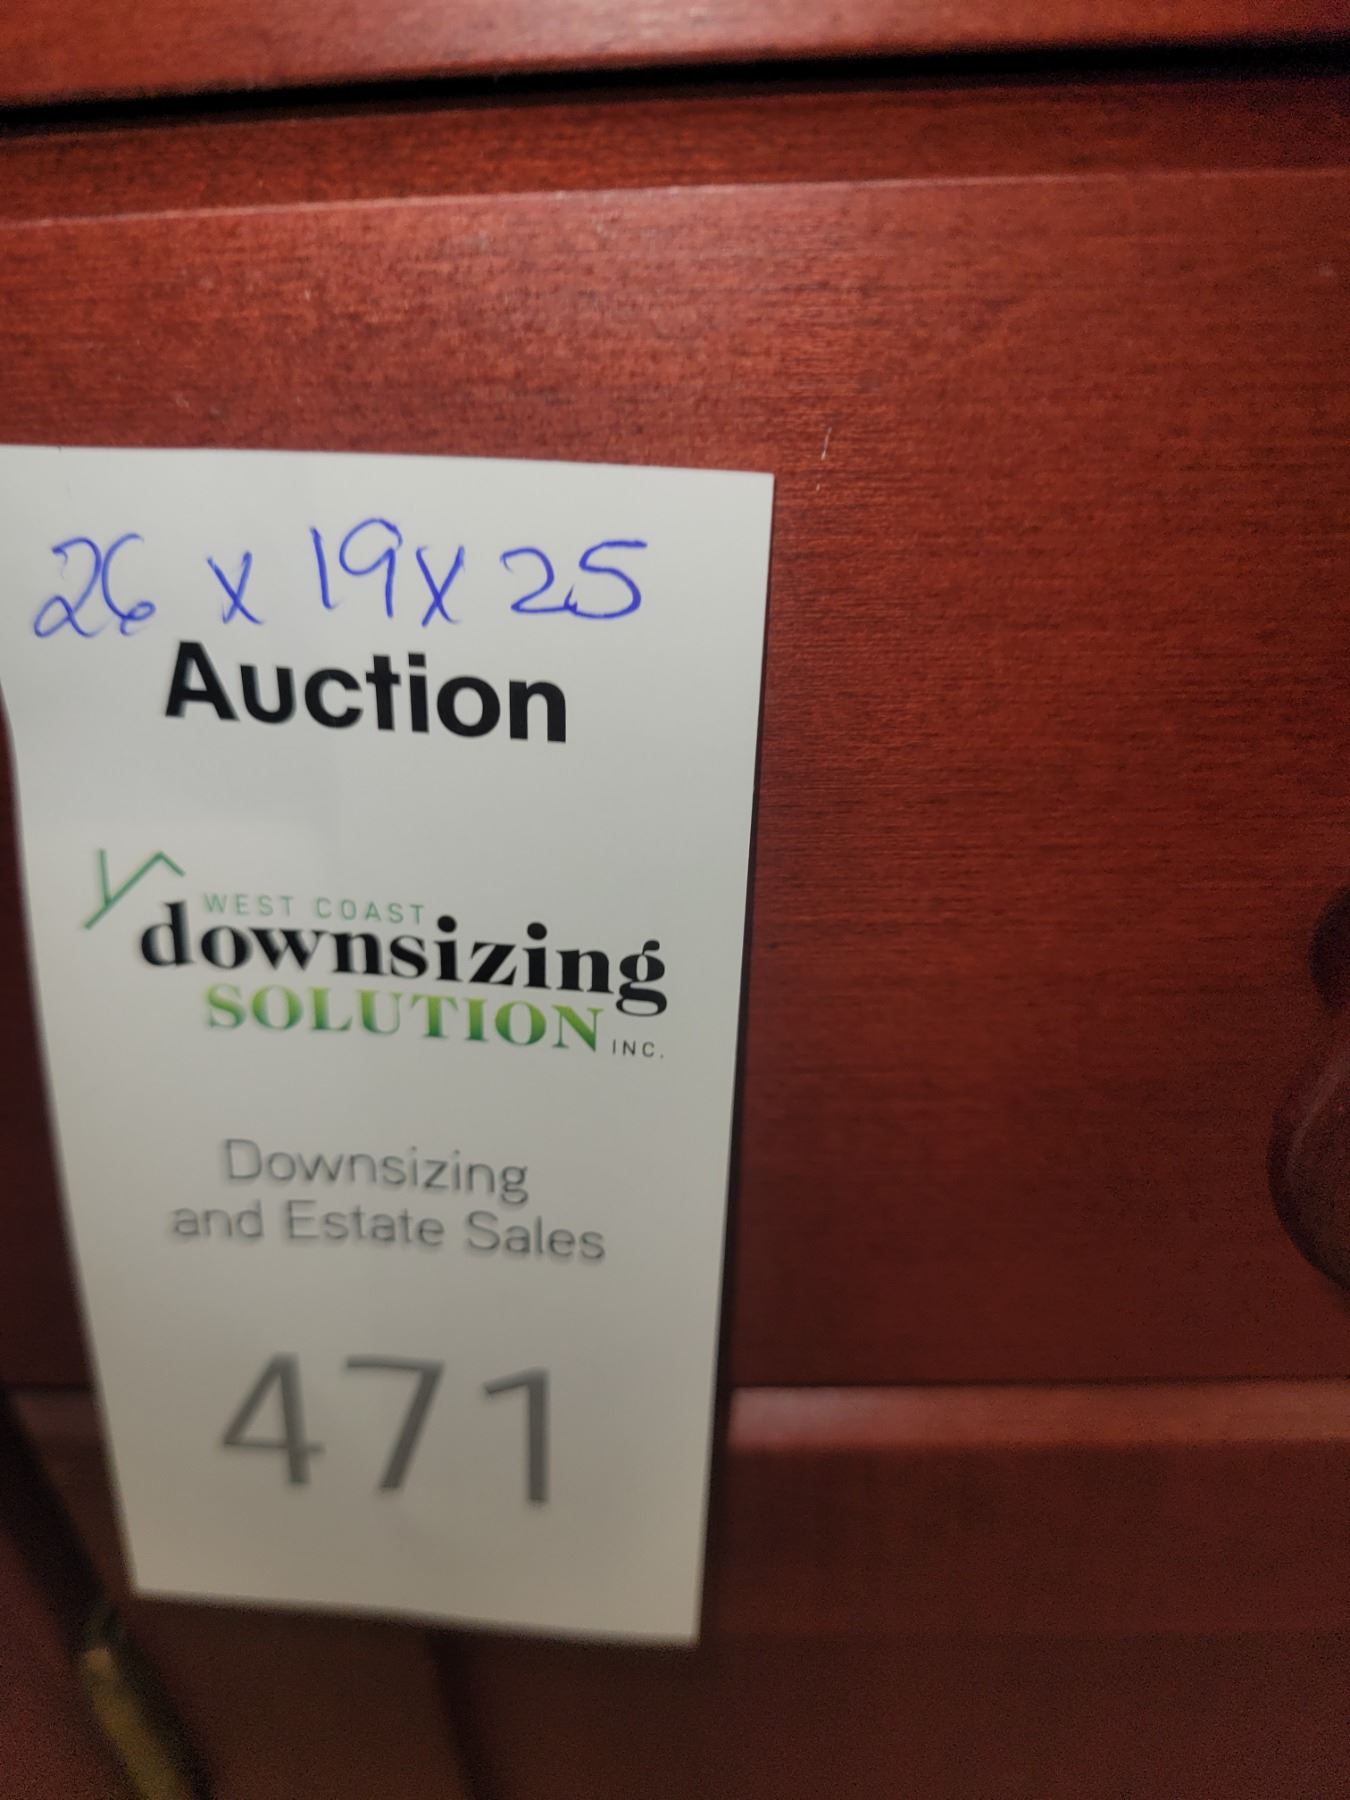 26 x 19 x 25
Auction
WEST COAST
downsizing
SOLUTION INC.
Downsizing
and Estate Sales
471